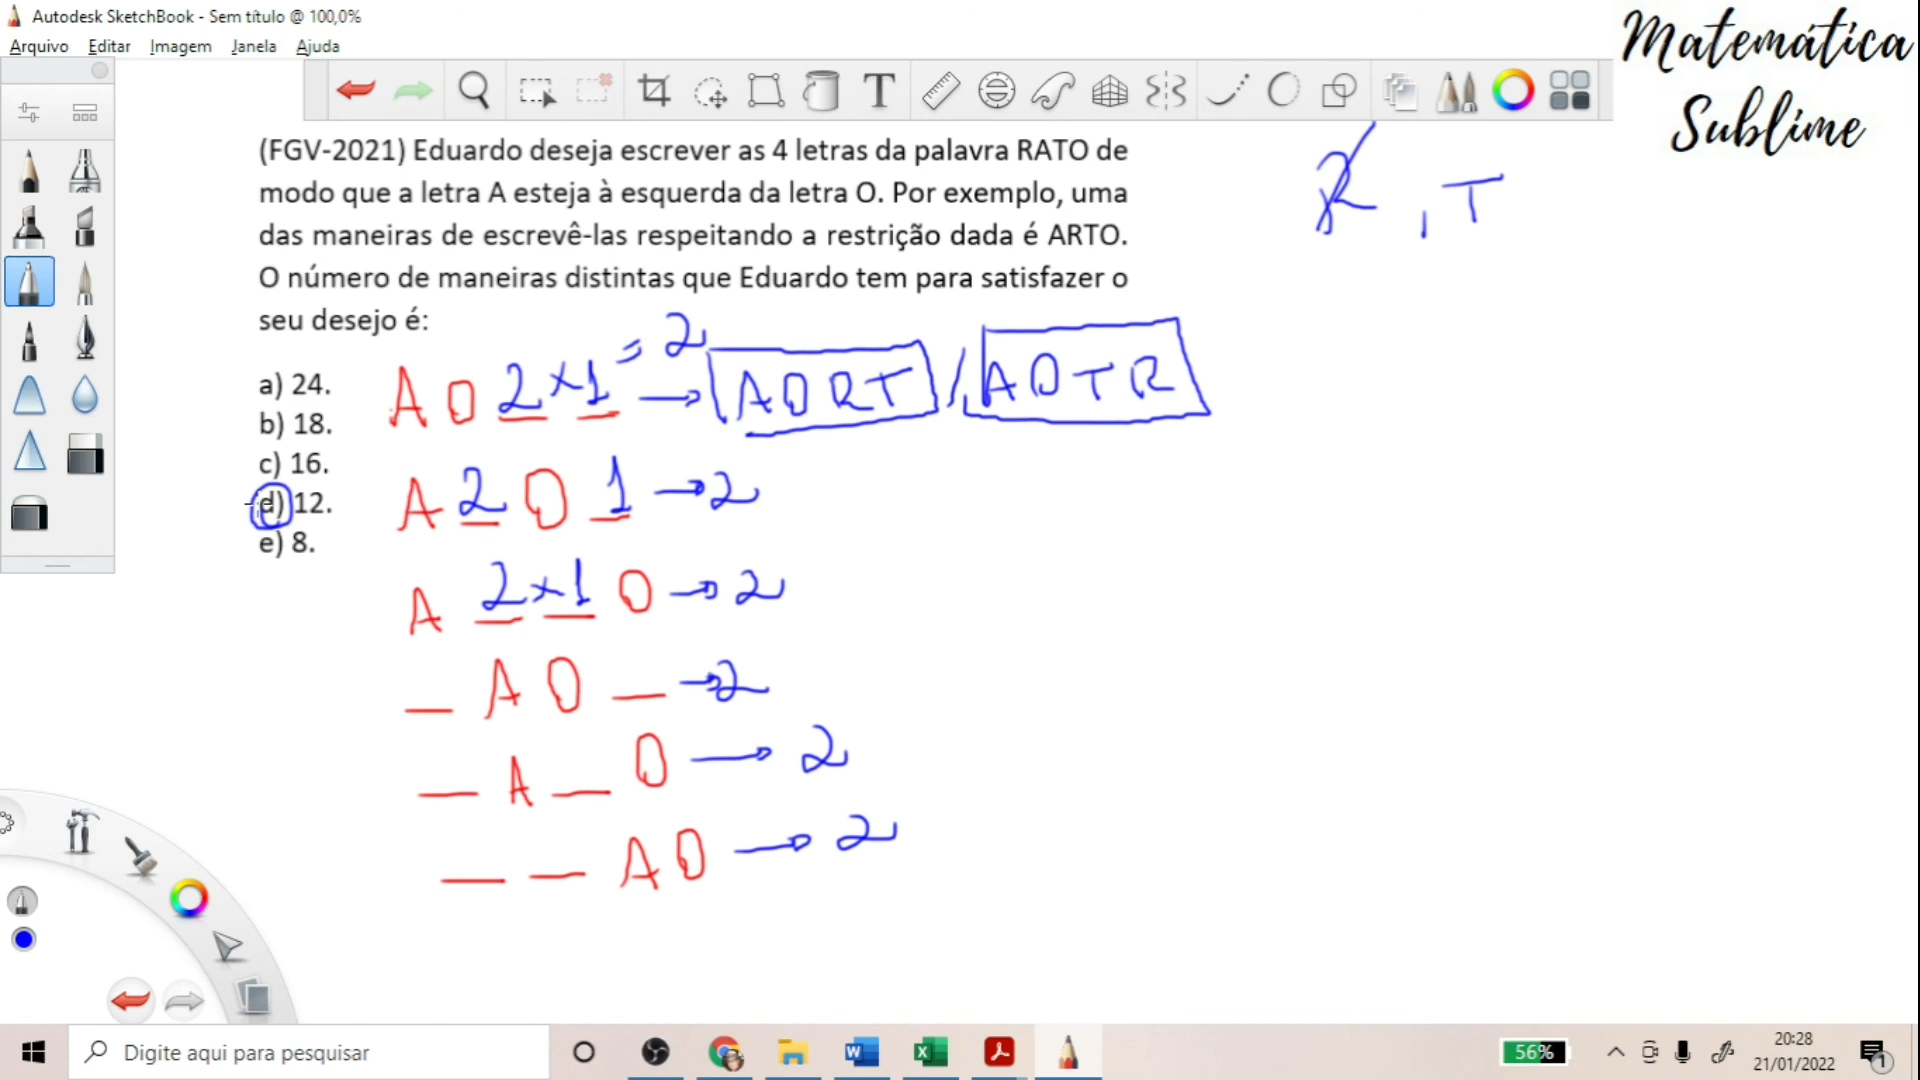 Autodesk SketchBook - Sem título @ 100,0%
Arquivo Editar Imagem Janela Ajuda
Matemática
Sublime
T
(FGV-2021) Eduardo deseja escrever as 4 letras da palavra RATO de
modo que a letra A esteja à esquerda da letra O. Por exemplo, uma
das maneiras de escrevê-las respeitando a restrição dada é ARTO.
O número de maneiras distintas que Eduardo tem para satisfazer o
seu desejo é:
R , T
a) 24.
b) 18.
c) 16.
d) 12.
e) 8.
A O 2 × 1 = 2 → A O R T / A O T R
A 2 O 1 → 2
A 2 × 1 O → 2
_ A O _ → 2
_ A _ O → 2
_ _ A O → 2
Digite aqui para pesquisar
56%
20:28
21/01/2022
1